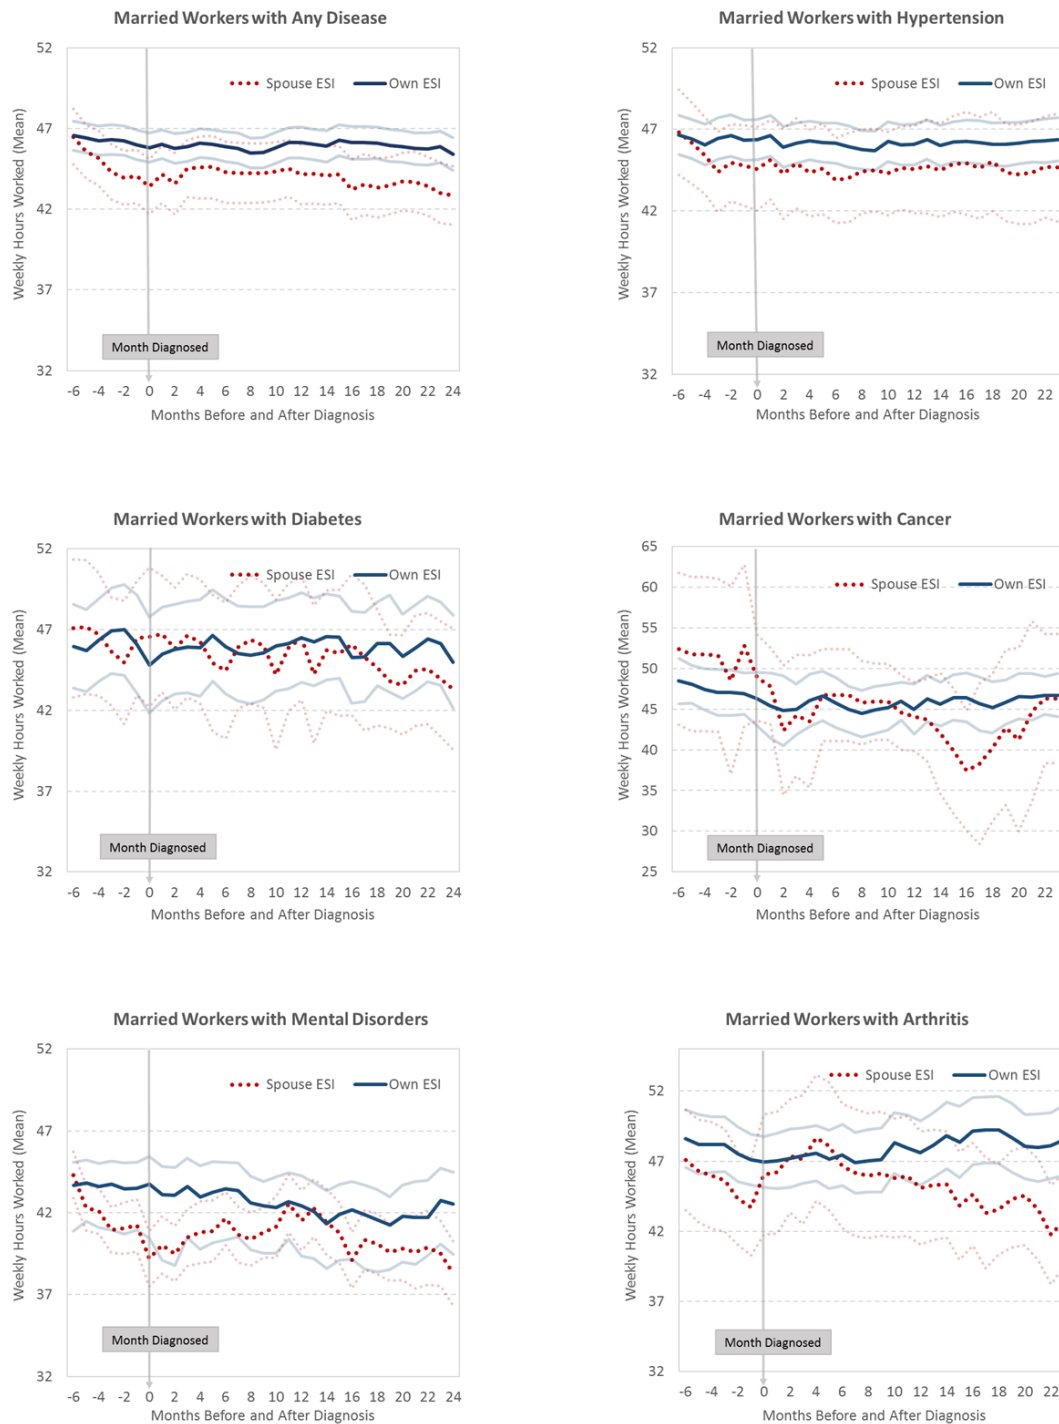 Married Workers with Any Disease
52
47
42
37
32
Weekly Hours Worked (Mean)
Spouse ESI
Own ESI
Month Diagnosed
-6 -4 -2 0 2 4 6 8 10 12 14 16 18 20 22 24
Months Before and After Diagnosis
Married Workers with Hypertension
52
47
42
37
32
Weekly Hours Worked (Mean)
Spouse ESI
Own ESI
Month Diagnosed
-6 -4 -2 0 2 4 6 8 10 12 14 16 18 20 22
Months Before and After Diagnosis
Married Workers with Diabetes
52
47
42
37
32
Weekly Hours Worked (Mean)
Spouse ESI
Own ESI
Month Diagnosed
-6 -4 -2 0 2 4 6 8 10 12 14 16 18 20 22 24
Months Before and After Diagnosis
Married Workers with Cancer
65
60
55
50
45
40
35
30
25
Weekly Hours Worked (Mean)
Spouse ESI
Own ESI
Month Diagnosed
-6 -4 -2 0 2 4 6 8 10 12 14 16 18 20 22
Months Before and After Diagnosis
Married Workers with Mental Disorders
52
47
42
37
32
Weekly Hours Worked (Mean)
Spouse ESI
Own ESI
Month Diagnosed
-6 -4 -2 0 2 4 6 8 10 12 14 16 18 20 22 24
Months Before and After Diagnosis
Married Workers with Arthritis
52
47
42
37
32
Weekly Hours Worked (Mean)
Spouse ESI
Own ESI
Month Diagnosed
-6 -4 -2 0 2 4 6 8 10 12 14 16 18 20 22
Months Before and After Diagnosis